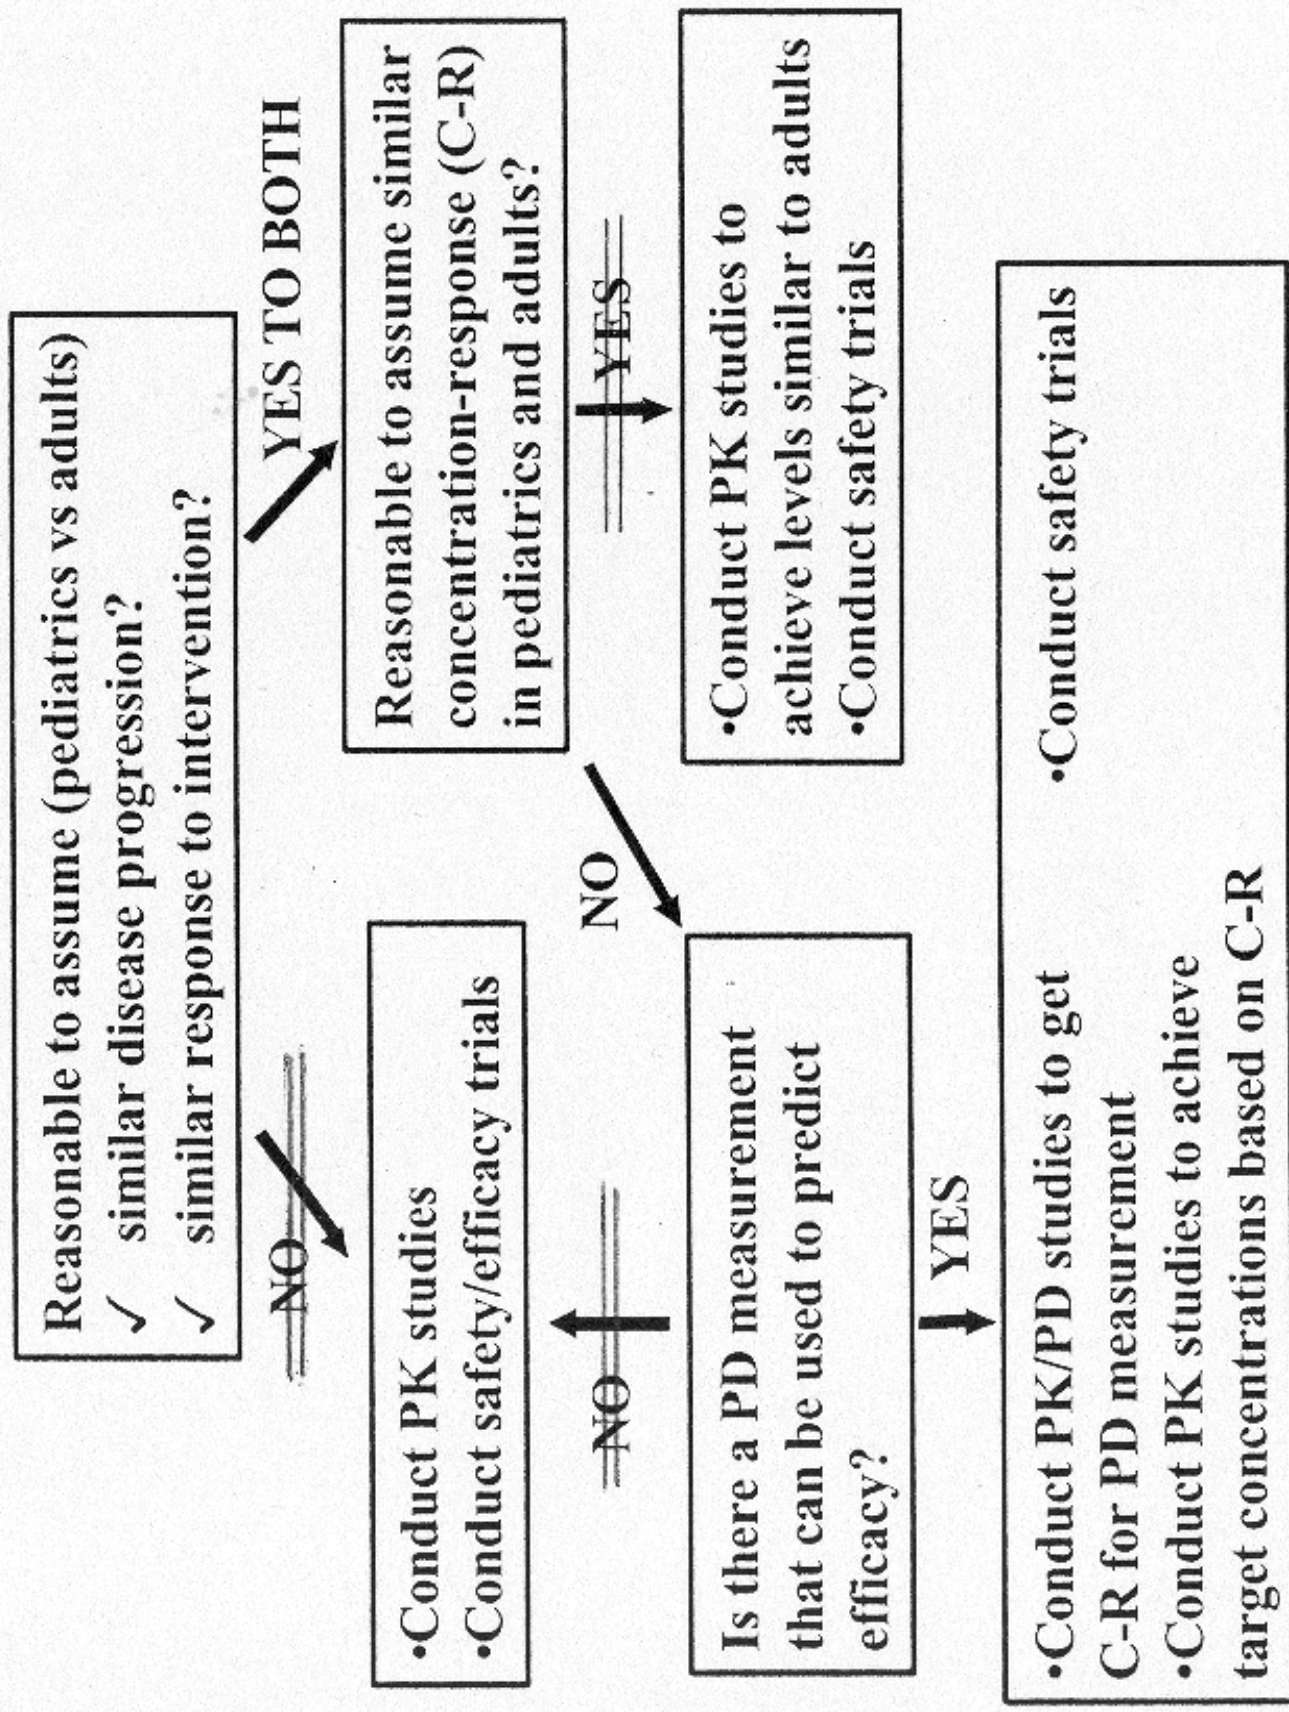 Reasonable to assume (pediatrics vs adults)
✓ similar disease progression?
✓ similar response to intervention?
NO
YES TO BOTH
•Conduct PK studies
•Conduct safety/efficacy trials
Reasonable to assume similar
concentration-response (C-R)
in pediatrics and adults?
NO
NO
YES
Is there a PD measurement
that can be used to predict
efficacy?
•Conduct PK studies to
achieve levels similar to adults
•Conduct safety trials
YES
•Conduct PK/PD studies to get
C-R for PD measurement
•Conduct PK studies to achieve
target concentrations based on C-R
•Conduct safety trials